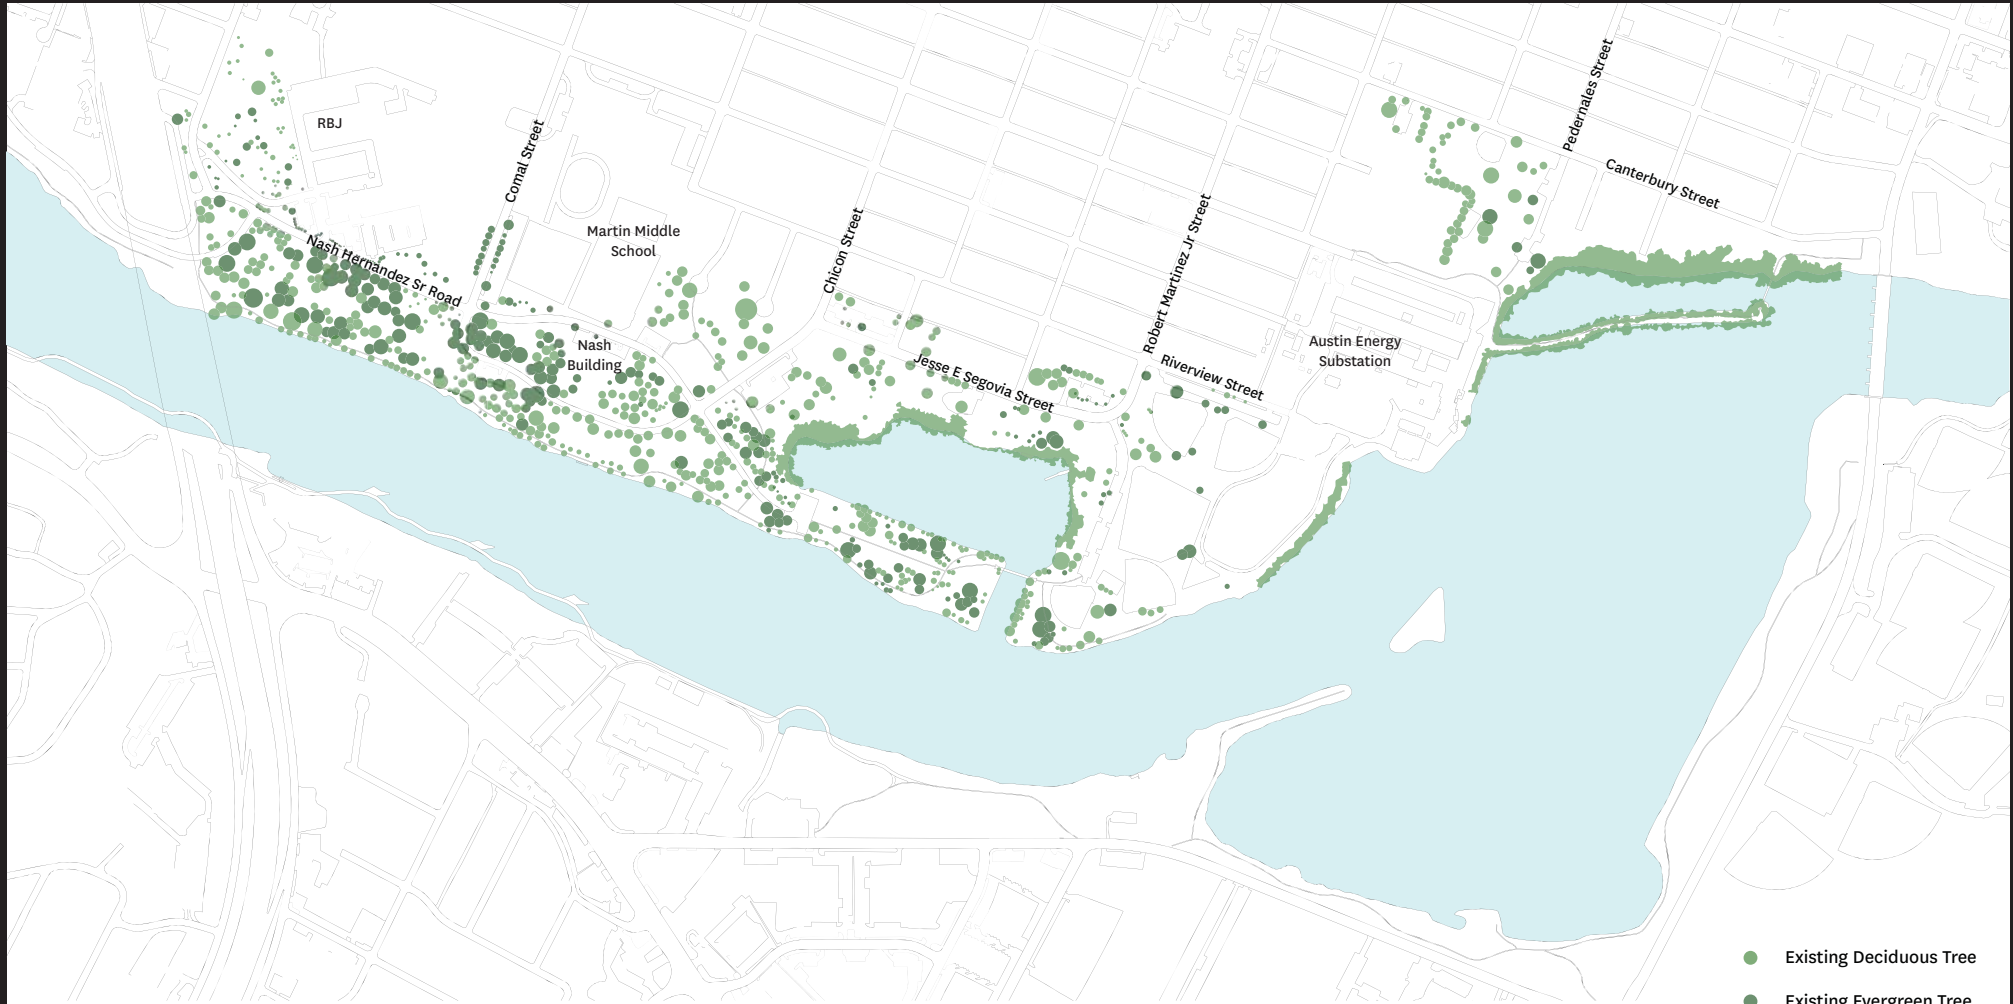 Pedernales Street
RBJ
Comal Street
Canterbury Street
Martin Middle
School
Chicon Street
Robert Martinez Jr Street
Nash Hernandez Sr Road
Nash
Building
Austin Energy
Substation
Jesse E Segovia Street
Riverview Street
Existing Deciduous Tree
Existing Evergreen Tree